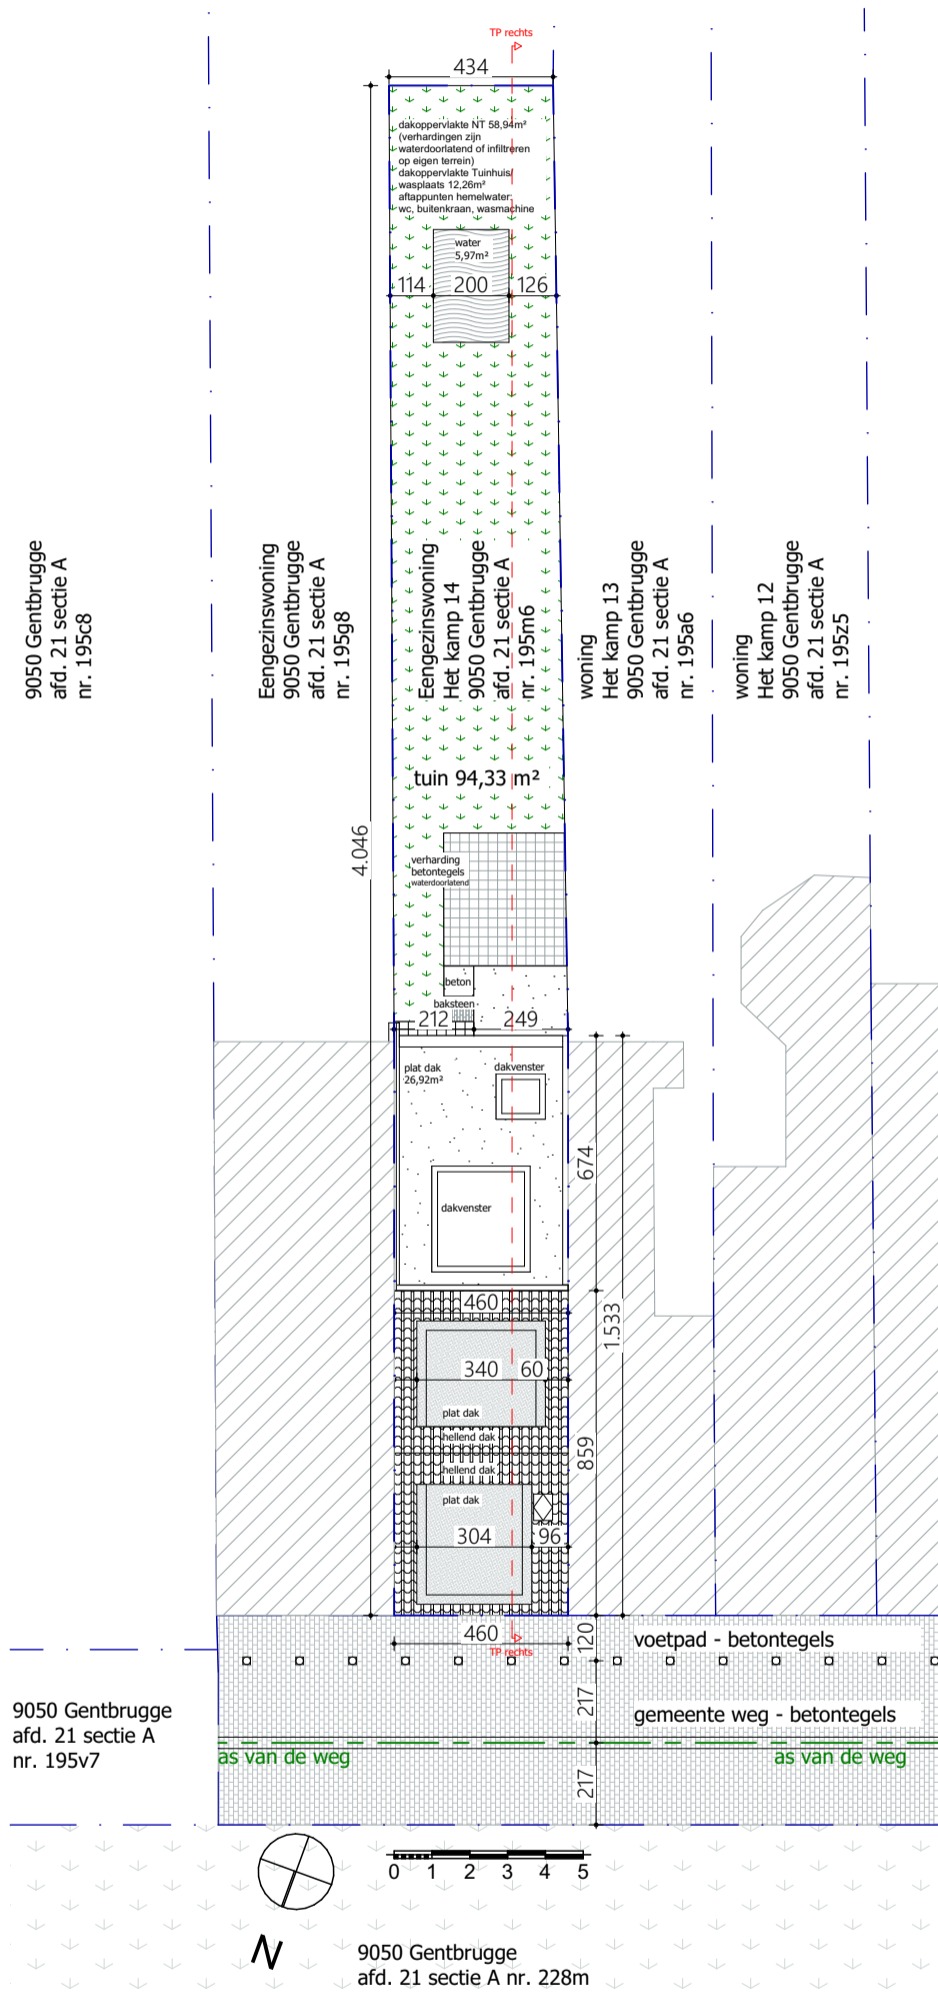 TP rechts
434
dakoppervlakte NT 58,94m²
(verhardingen zijn
waterdoorlatend of infiltreren
op eigen terrein)
dakoppervlakte Tuinhuis/
wasplaats 12,26m²
aftappunten hemelwater:
wc, buitenkraan, wasmachine
water
5,97m²
114
200
126
9050 Gentbrugge
afd. 21 sectie A
nr. 195c8
Eengezinswoning
9050 Gentbrugge
afd. 21 sectie A
nr. 195g8
Eengezinswoning
Het kamp 14
9050 Gentbrugge
afd. 21 sectie A
nr. 195m6
woning
Het kamp 13
9050 Gentbrugge
afd. 21 sectie A
nr. 195a6
woning
Het kamp 12
9050 Gentbrugge
afd. 21 sectie A
nr. 195z5
tuin 94,33 m²
4.046
verharding
betontegels
waterdoorlatend
beton
baksteen
212
249
plat dak
26,92m²
dakvenster
674
dakvenster
460
1.533
340
60
plat dak
hellend dak
859
hellend dak
plat dak
304
96
460
TP rechts
120
voetpad - betontegels
217
gemeente weg - betontegels
as van de weg
as van de weg
217
9050 Gentbrugge
afd. 21 sectie A
nr. 195v7
0 1 2 3 4 5
N
9050 Gentbrugge
afd. 21 sectie A nr. 228m